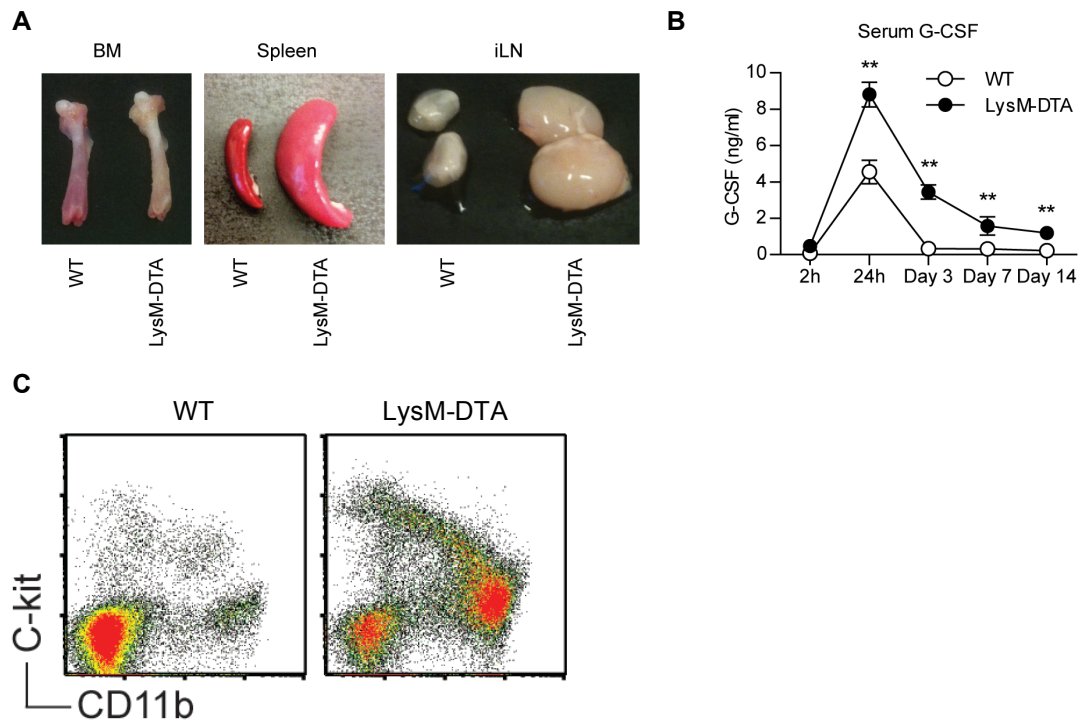 A
BM
Spleen
iLN
WT
LysM-DTA
WT
LysM-DTA
WT
LysM-DTA
B
Serum G-CSF
**
**
**
**
WT
LysM-DTA
G-CSF (ng/ml)
10
8
6
4
2
0
2h 24h Day 3 Day 7 Day 14
C
WT
LysM-DTA
C-kit
CD11b